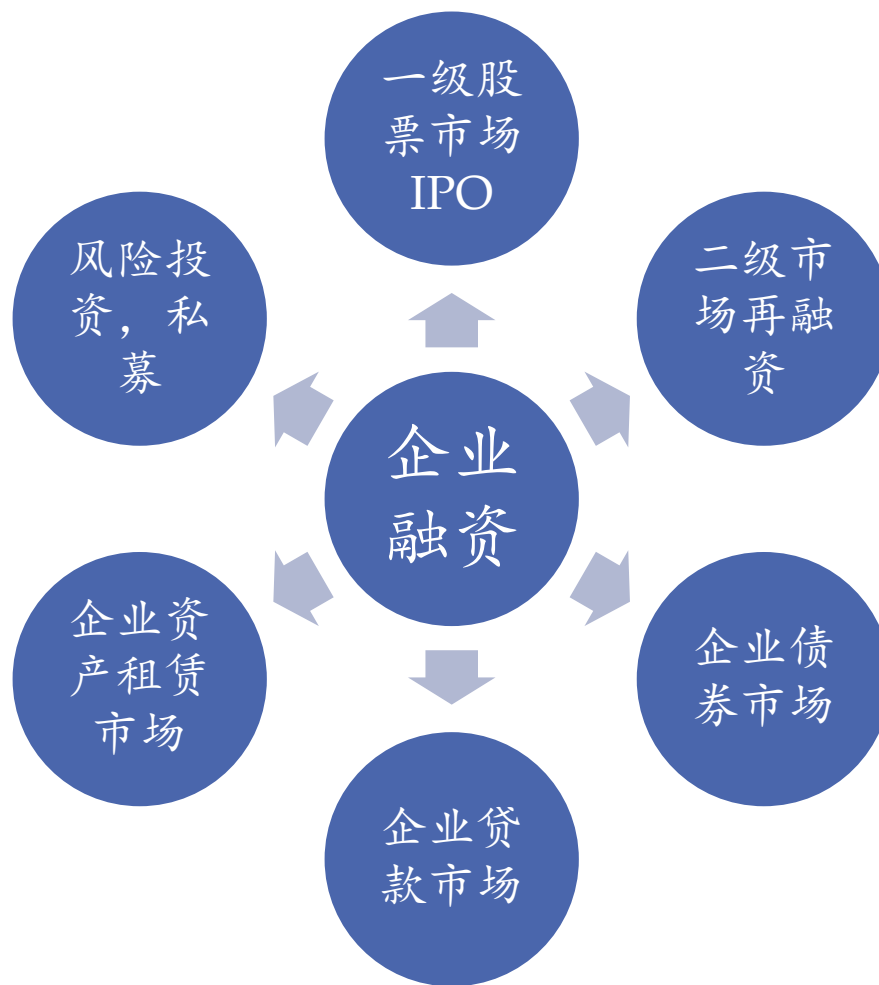 一级股
票市场
IPO
二级市
场再融
资
企业债
券市场
企业贷
款市场
企业资
产租赁
市场
风险投
资，私
募
企业
融资